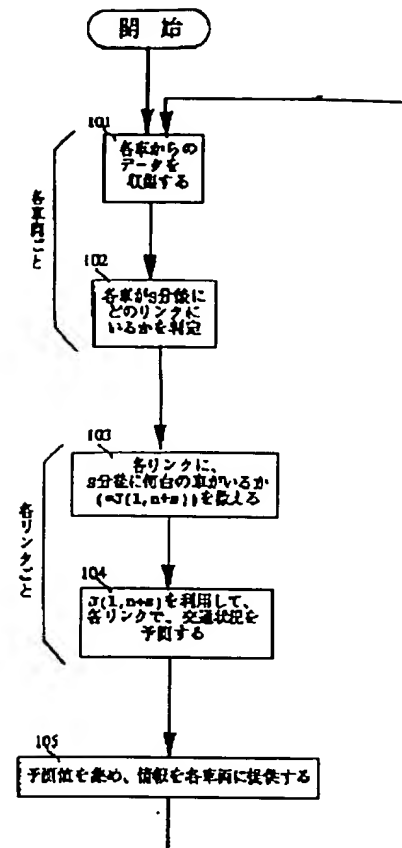 開 始
101
各車からの
データを
収集する
各車両ごと
102
各車がs分後に
どのリンクに
いるかを判定
103
各リンクに、
s分後に何台の車がいるか
(=J(l,n+s))を数える
各リンクごと
104
J(l,n+s)を利用して、
各リンクで、交通状況を
予測する
105
予測値を集め、情報を各車両に提供する